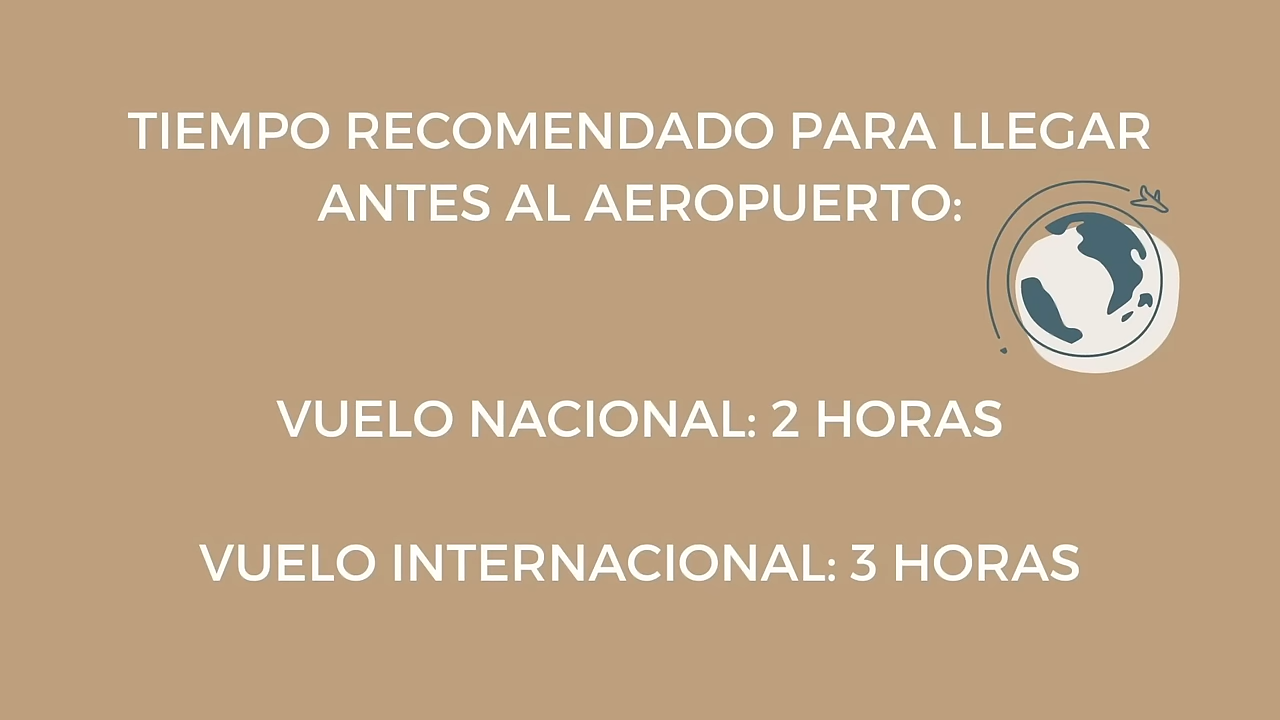 TIEMPO RECOMENDADO PARA LLEGAR
ANTES AL AEROPUERTO:
VUELO NACIONAL: 2 HORAS
VUELO INTERNACIONAL: 3 HORAS